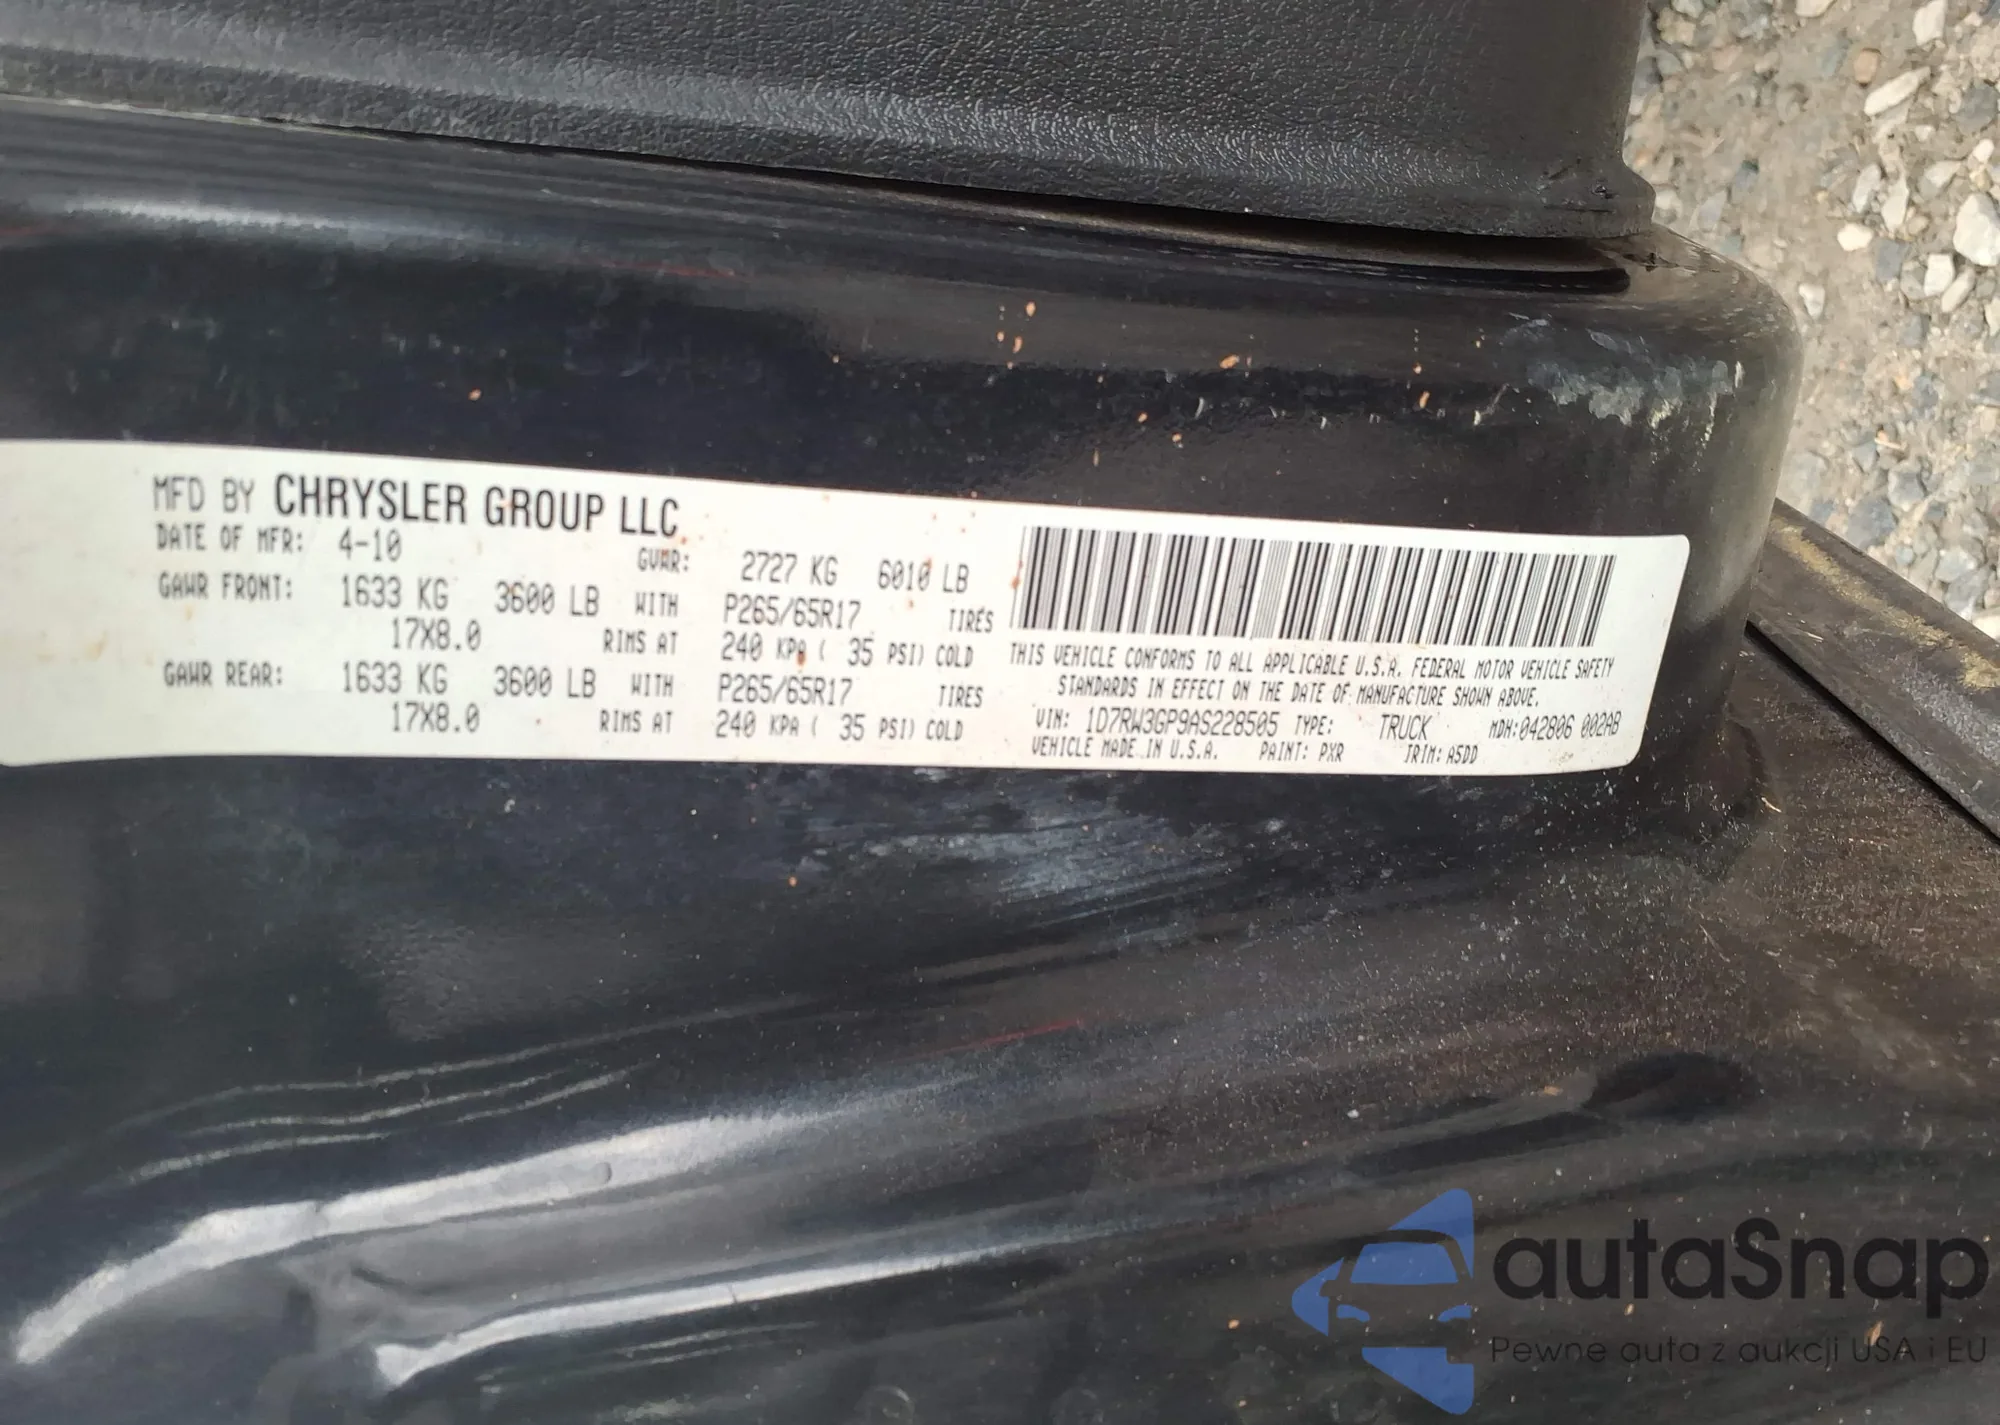 MFD BY CHRYSLER GROUP LLC
DATE OF MFR: 4-10 GVWR: 2727 KG 6010 LB
GAWR FRONT: 1633 KG 3600 LB WITH P265/65R17 TIRES
17X8.0 RIMS AT 240 KPA ( 35 PSI) COLD
GAWR REAR: 1633 KG 3600 LB WITH P265/65R17 TIRES
17X8.0 RIMS AT 240 KPA ( 35 PSI) COLD
THIS VEHICLE CONFORMS TO ALL APPLICABLE U.S.A. FEDERAL MOTOR VEHICLE SAFETY
STANDARDS IN EFFECT ON THE DATE OF MANUFACTURE SHOWN ABOVE.
VIN: 1D7RW3GP9AS228505 TYPE: TRUCK MDH:042806 002AB
VEHICLE MADE IN U.S.A. PAINT: PXR TRIM: A5DD
autaSnap
Pewne auta z aukcji USA i EU